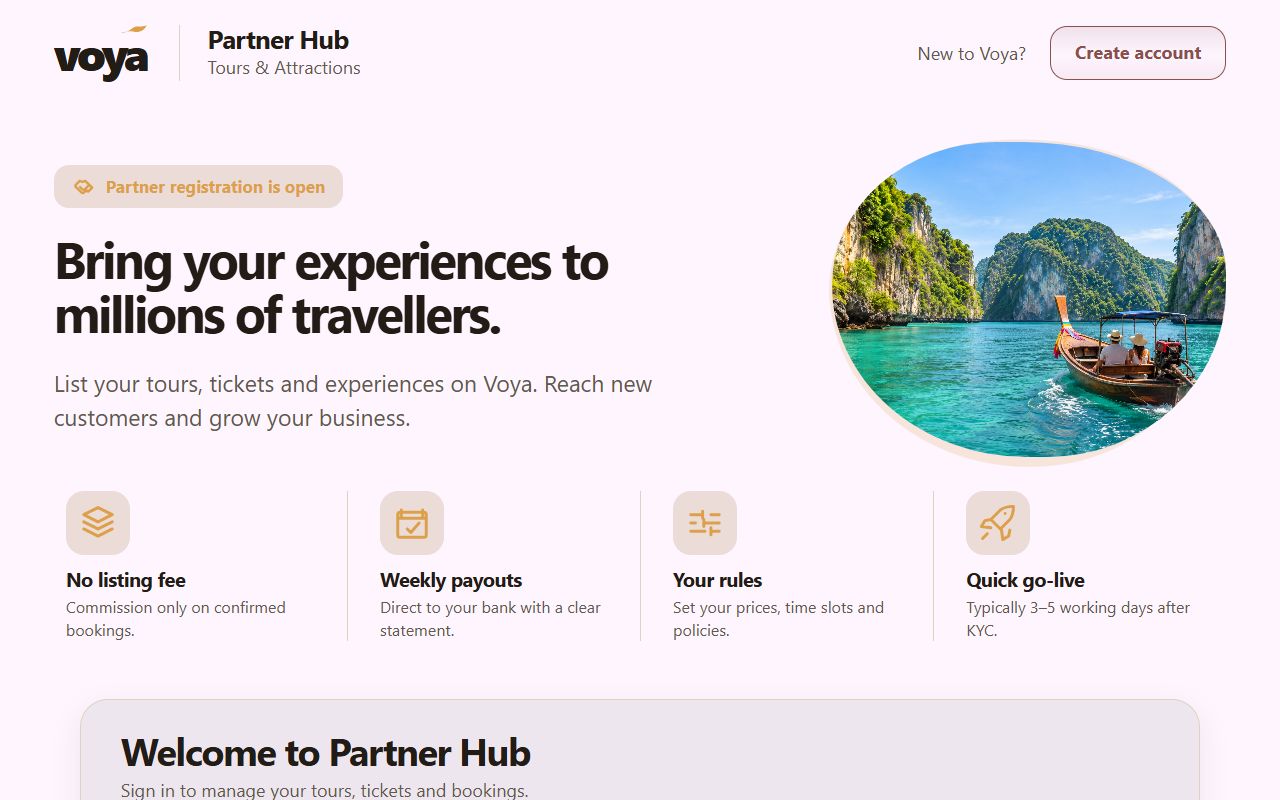 voya
Partner Hub
Tours & Attractions
New to Voya?
Create account
Partner registration is open
Bring your experiences to
millions of travellers.
List your tours, tickets and experiences on Voya. Reach new
customers and grow your business.
No listing fee
Commission only on confirmed
bookings.
Weekly payouts
Direct to your bank with a clear
statement.
Your rules
Set your prices, time slots and
policies.
Quick go-live
Typically 3–5 working days after
KYC.
Welcome to Partner Hub
Sign in to manage your tours, tickets and bookings.